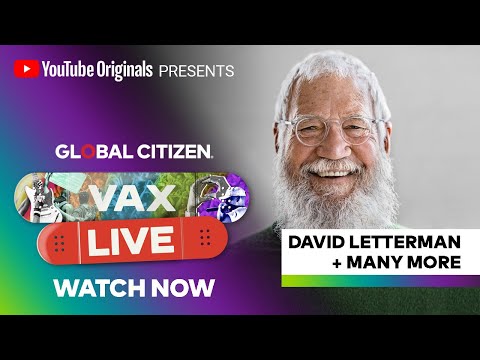 YouTube Originals PRESENTS
GLOBAL CITIZEN®
VAX
LIVE
WATCH NOW
DAVID LETTERMAN
+ MANY MORE